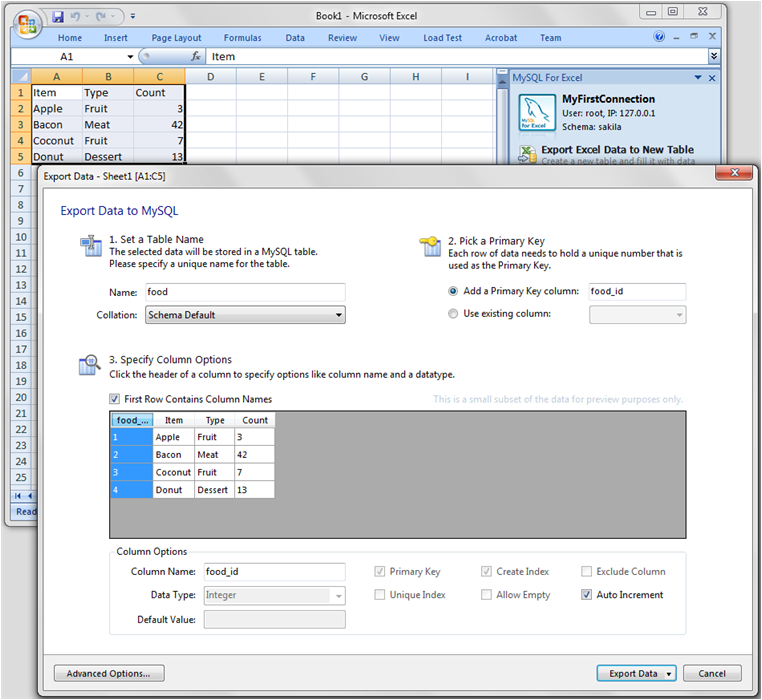 Book1 - Microsoft Excel
Home Insert Page Layout Formulas Data Review View Load Test Acrobat Team
A1 fx Item
A B C D E F G H I
MySQL For Excel
1 Item Type Count
2 Apple Fruit 3
3 Bacon Meat 42
4 Coconut Fruit 7
5 Donut Dessert 13
MySQL
for Excel
MyFirstConnection
User: root, IP: 127.0.0.1
Schema: sakila
Export Excel Data to New Table
Create a new table and fill it with data
6
7
8
9
10
11
12
13
14
15
16
17
18
19
20
21
22
23
24
25
Read
Export Data - Sheet1 [A1:C5]
Export Data to MySQL
1. Set a Table Name
The selected data will be stored in a MySQL table.
Please specify a unique name for the table.
Name: food
Collation: Schema Default
2. Pick a Primary Key
Each row of data needs to hold a unique number that is
used as the Primary Key.
Add a Primary Key column: food_id
Use existing column:
3. Specify Column Options
Click the header of a column to specify options like column name and a datatype.
First Row Contains Column Names
This is a small subset of the data for preview purposes only.
food_... Item Type Count
1 Apple Fruit 3
2 Bacon Meat 42
3 Coconut Fruit 7
4 Donut Dessert 13
Column Options
Column Name: food_id Primary Key Create Index Exclude Column
Data Type: Integer Unique Index Allow Empty Auto Increment
Default Value:
Advanced Options... Export Data Cancel